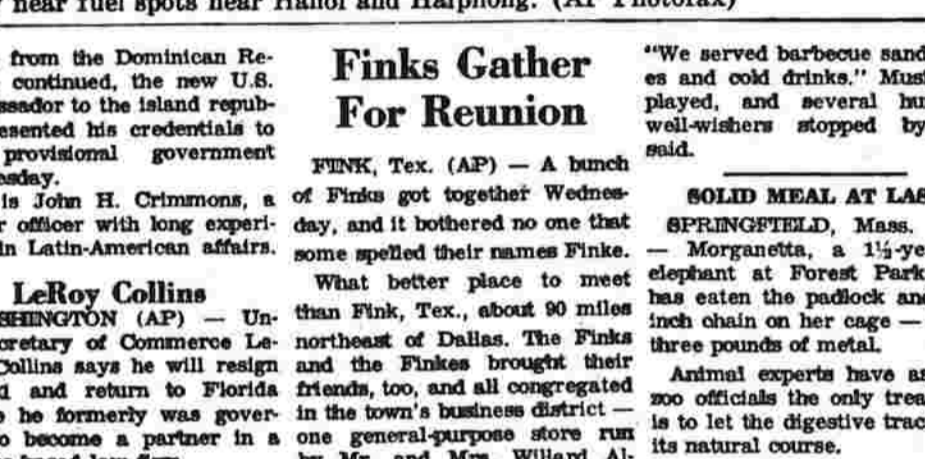 near fuel spots near Hanoi and Haiphong. (AP Photofax)
from the Dominican Re-
continued, the new U.S.
ssador to the island repub-
esented his credentials to
provisional government
esday.
is John H. Crimmons, a
r officer with long experi-
in Latin-American affairs.
LeRoy Collins
SHINGTON (AP) — Un-
cretary of Commerce Le-
Collins says he will resign
and return to Florida
he formerly was gover-
o become a partner in a
Finks Gather
For Reunion
FINK, Tex. (AP) — A bunch
of Finks got together Wednes-
day, and it bothered no one that
some spelled their names Finke.
What better place to meet
than Fink, Tex., about 90 miles
northeast of Dallas. The Finks
and the Finkes brought their
friends, too, and all congregated
in the town's business district —
one general-purpose store run
by Mr. and Mrs. Willard Al-
"We served barbecue sand
es and cold drinks." Musi
played, and several hun
well-wishers stopped by
said.
SOLID MEAL AT LAS
SPRINGFIELD, Mass.
— Morganetta, a 1½-ye
elephant at Forest Park
has eaten the padlock and
inch chain on her cage —
three pounds of metal.
Animal experts have as
zoo officials the only trea
is to let the digestive trac
its natural course.